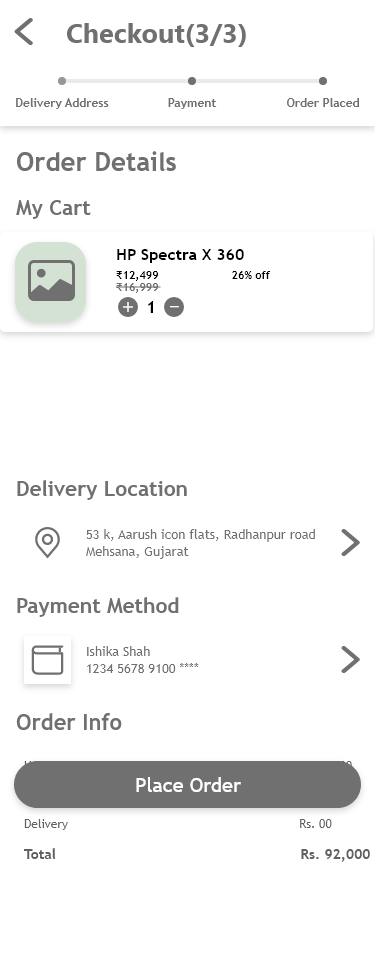 Checkout(3/3)
Delivery Address Payment Order Placed
Order Details
My Cart
HP Spectra X 360
₹12,499 26% off
₹16,999
1
Delivery Location
53 k, Aarush icon flats, Radhanpur road
Mehsana, Gujarat
Payment Method
Ishika Shah
1234 5678 9100 ****
Order Info
Place Order
Delivery Rs. 00
Total Rs. 92,000